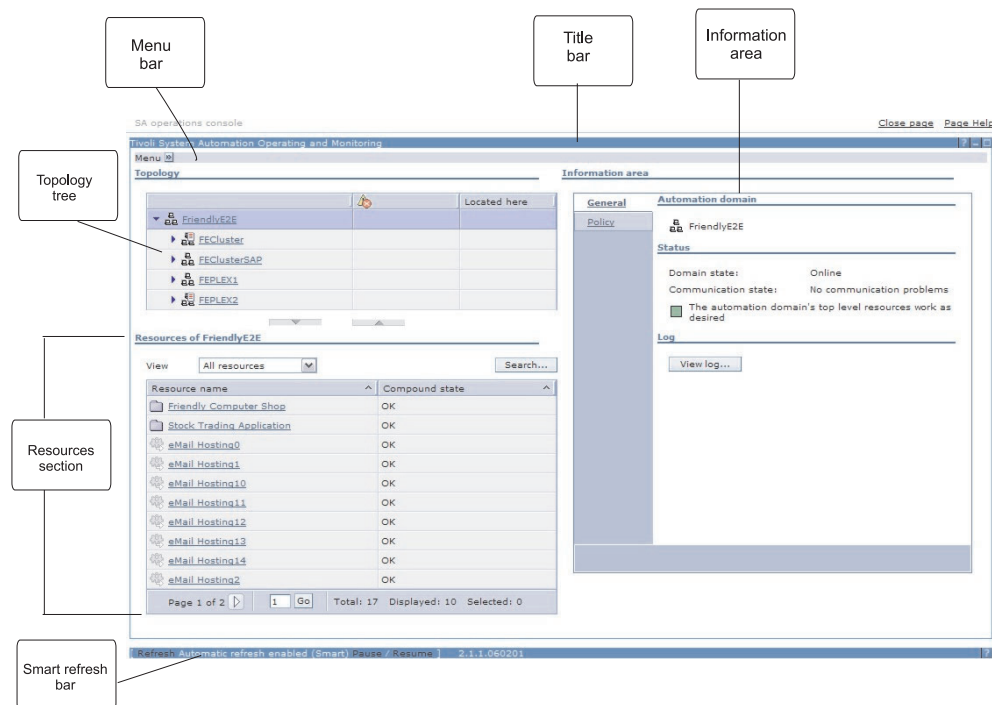 Menu
bar
Title
bar
Information
area
SA operations console
Close page Page Help
Tivoli System Automation Operating and Monitoring
Menu
Topology
tree
Topology
Located here
FriendlyE2E
FECluster
FEClusterSAP
FEPLEX1
FEPLEX2
Information area
General
Policy
Automation domain
FriendlyE2E
Status
Domain state: Online
Communication state: No communication problems
The automation domain's top level resources work as
desired
Log
View log...
Resources
section
Resources of FriendlyE2E
View All resources Search...
Resource name Compound state
Friendly Computer Shop OK
Stock Trading Application OK
eMail Hosting0 OK
eMail Hosting1 OK
eMail Hosting10 OK
eMail Hosting11 OK
eMail Hosting12 OK
eMail Hosting13 OK
eMail Hosting14 OK
eMail Hosting2 OK
Page 1 of 2 1 Go Total: 17 Displayed: 10 Selected: 0
Smart refresh
bar
[ Refresh Automatic refresh enabled (Smart) Pause / Resume ] 2.1.1.060201